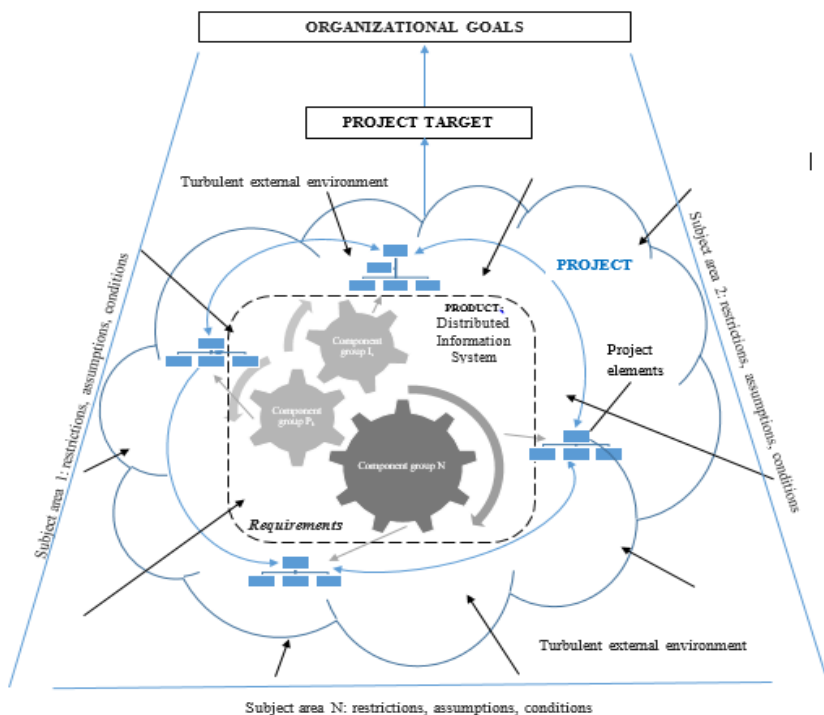 ORGANIZATIONAL GOALS
PROJECT TARGET
Turbulent external environment
PROJECT
PRODUCT:
Distributed
Information
System
Component
group I,
Component
group P,
Component group N
Project
elements
Requirements
Subject area 1: restrictions, assumptions, conditions
Subject area 2: restrictions, assumptions, conditions
Turbulent external environment
Subject area N: restrictions, assumptions, conditions